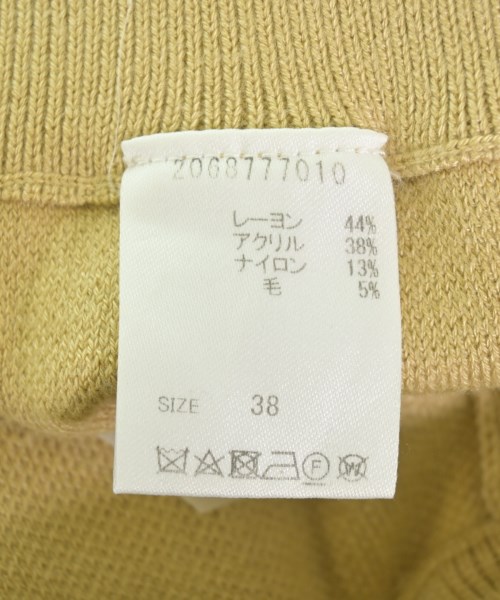 2068777010
レーヨン 44%
アクリル 38%
ナイロン 13%
毛 5%
SIZE 38
F W